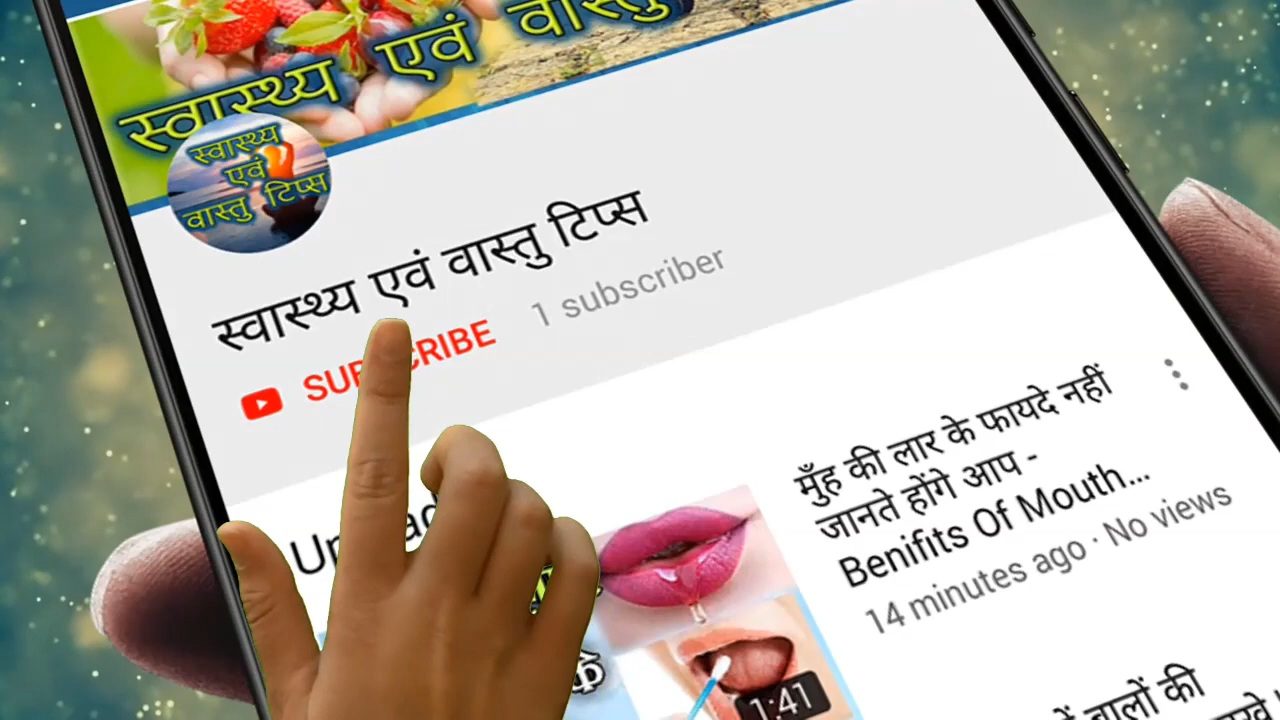 स्वास्थ्य एवं वास्तु
स्वास्थ्य
एवं
वास्तु टिप्स
स्वास्थ्य एवं वास्तु टिप्स
SUBSCRIBE 1 subscriber
मुँह की लार के फायदे नहीं
जानते होंगे आप -
Benifits Of Mouth...
14 minutes ago · No views
के
1:41
बालों की